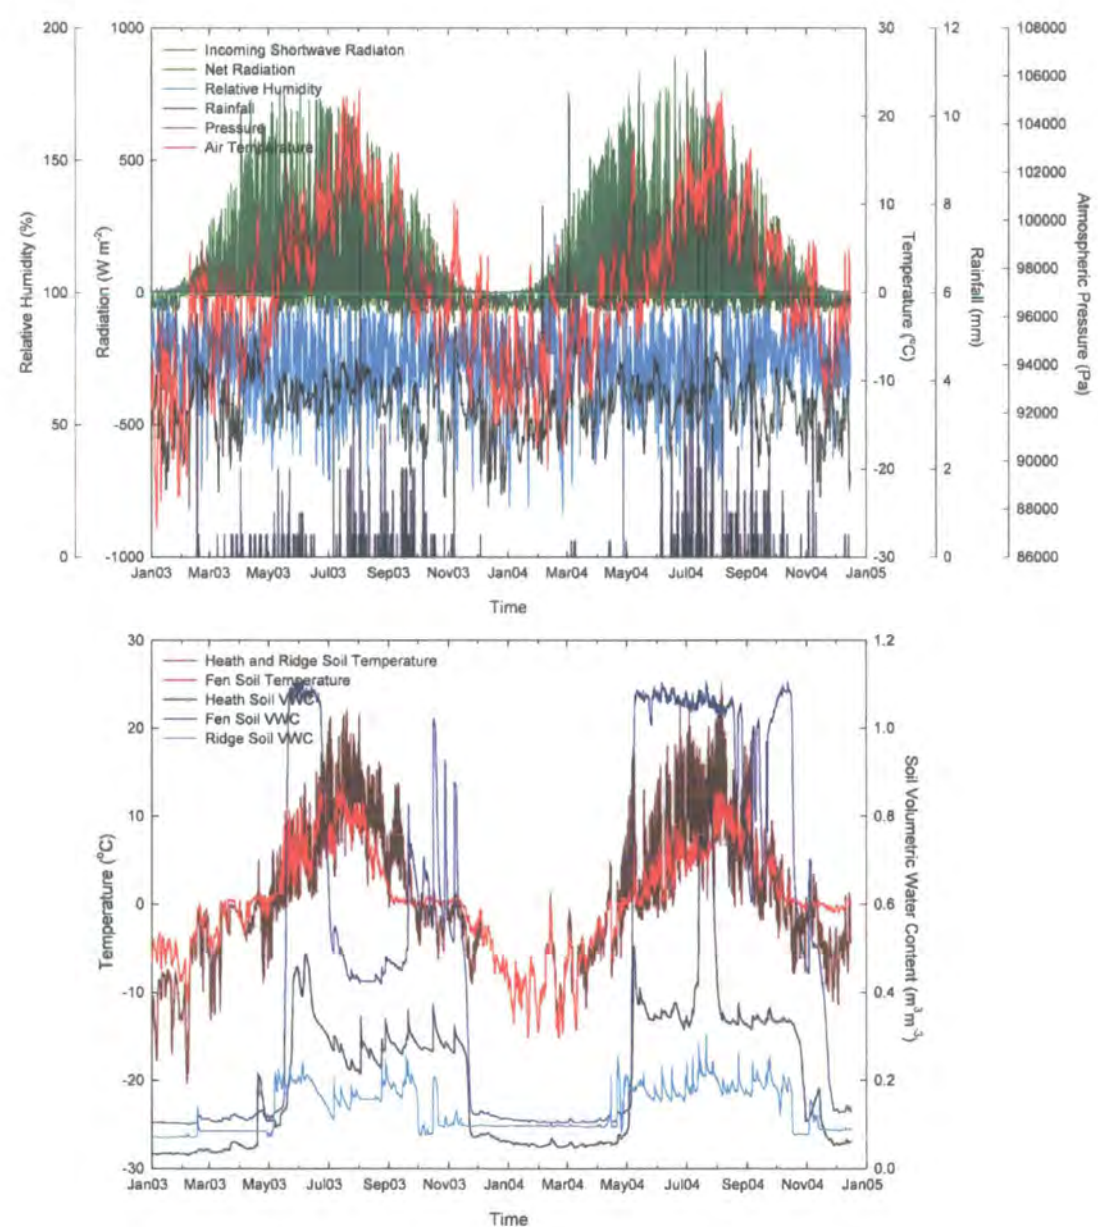 200
1000
30
12
108000
Incoming Shortwave Radiaton
Net Radiation
Relative Humidity
Rainfall
Pressure
Air Temperature
106000
20
10
104000
150
500
102000
10
8
100000
98000
100
0
0
6
96000
94000
-10
4
92000
50
-500
90000
-20
2
88000
0
-1000
-30
0
86000
Relative Humidity (%)
Radiation (W m-2)
Temperature (°C)
Rainfall (mm)
Atmospheric Pressure (Pa)
Jan03 Mar03 May03 Jul03 Sep03 Nov03 Jan04 Mar04 May04 Jul04 Sep04 Nov04 Jan05
Time
30
1.2
Heath and Ridge Soil Temperature
Fen Soil Temperature
Heath Soil VWC
Fen Soil VWC
Ridge Soil VWC
20
1.0
10
0.8
0
0.6
-10
0.4
-20
0.2
-30
0.0
Temperature (°C)
Soil Volumetric Water Content (m3 m-3)
Jan03 Mar03 May03 Jul03 Sep03 Nov03 Jan04 Mar04 May04 Jul04 Sep04 Nov04 Jan05
Time